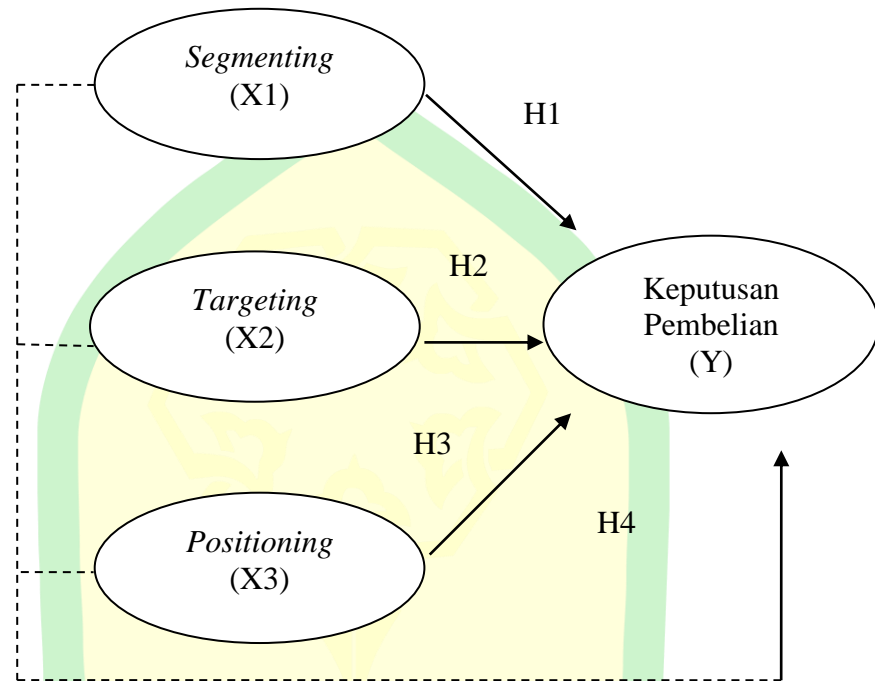 Segmenting
(X1)
H1
H2
Targeting
(X2)
Keputusan
Pembelian
(Y)
H3
H4
Positioning
(X3)